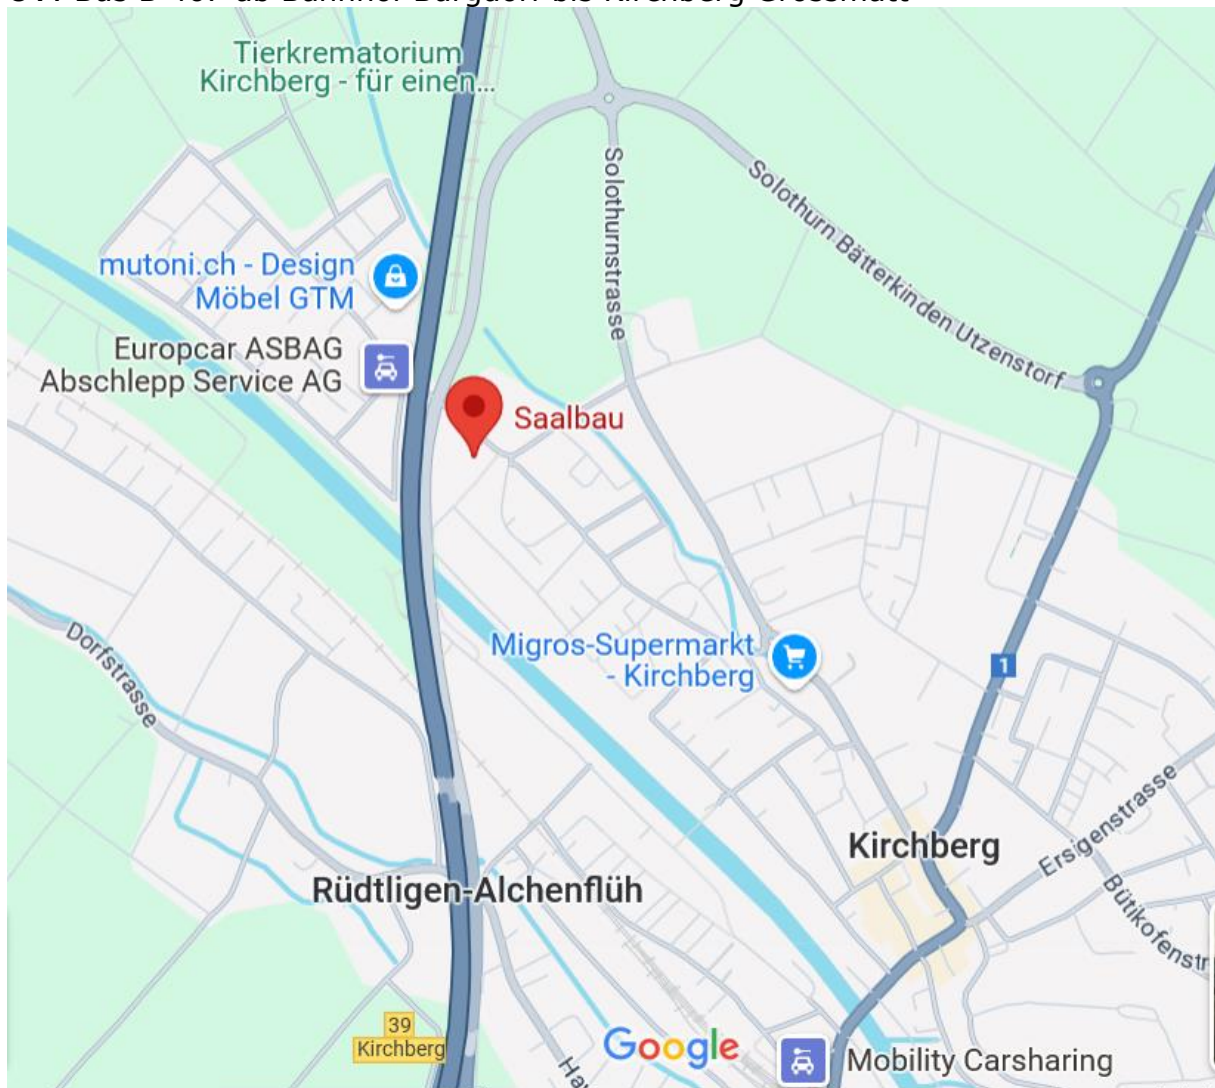 Tierkrematorium
Kirchberg - für einen...
Solothurnstrasse
Solothurn Bätterkinden Utzenstorf
mutoni.ch - Design
Möbel GTM
Europcar ASBAG
Abschlepp Service AG
Saalbau
Dorfstrasse
Migros-Supermarkt
- Kirchberg
1
Kirchberg
Ersigenstrasse
Bütikofenstr
Rüdtligen-Alchenflüh
39
Kirchberg
Google
Mobility Carsharing